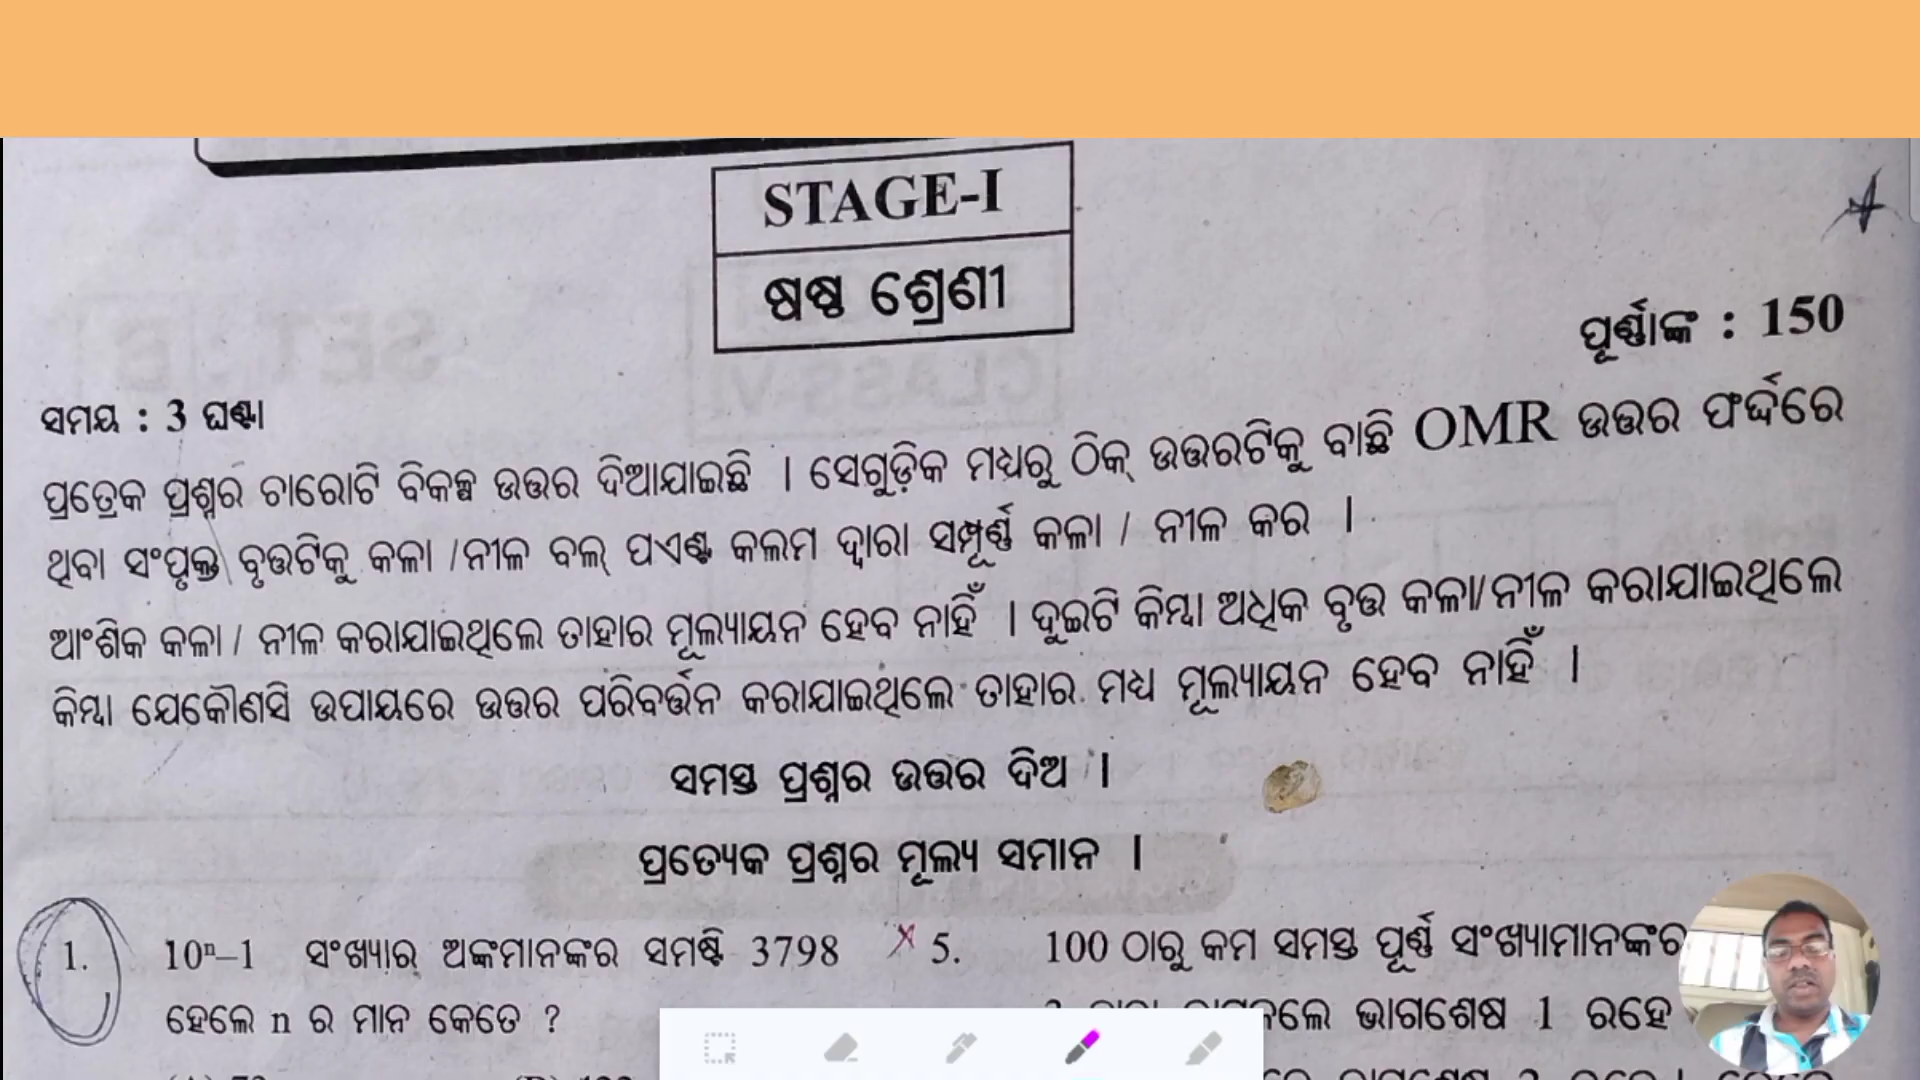 STAGE-I
ଷଷ୍ଠ ଶ୍ରେଣୀ
ପୂର୍ଣ୍ଣାଙ୍କ : 150
ସମୟ : 3 ଘଣ୍ଟା
ପ୍ରତ୍ରେକ ପ୍ରଶ୍ନର ଚାରୋଟି ବିକଳ୍ପ ଉତ୍ତର ଦିଆଯାଇଛି । ସେଗୁଡ଼ିକ ମଧ୍ଯରୁ ଠିକ୍ ଉତ୍ତରଟିକୁ ବାଛି OMR ଉତ୍ତର ଫର୍ଦ୍ଦରେ
ଥିବା ସଂପୃକ୍ତ ବୃତ୍ତଟିକୁ କଳା /ନୀଳ ବଲ୍ ପଏଣ୍ଟ କଲମ ଦ୍ୱାରା ସମ୍ପୂର୍ଣ୍ଣ କଳା / ନୀଳ କର ।
ଆଂଶିକ କଳା / ନୀଳ କରାଯାଇଥିଲେ ତାହାର ମୂଲ୍ୟାୟନ ହେବ ନାହିଁ । ଦୁଇଟି କିମ୍ବା ଅଧିକ ବୃତ୍ତ କଳା/ନୀଳ କରାଯାଇଥିଲେ
କିମ୍ବା ଯେକୌଣସି ଉପାୟରେ ଉତ୍ତର ପରିବର୍ତ୍ତନ କରାଯାଇଥିଲେ ତାହାର ମଧ୍ଯ ମୂଲ୍ୟାୟନ ହେବ ନାହିଁ ।
ସମସ୍ତ ପ୍ରଶ୍ନର ଉତ୍ତର ଦିଅ ।
ପ୍ରତ୍ୟେକ ପ୍ରଶ୍ନର ମୂଲ୍ୟ ସମାନ ।
1. 10ⁿ–1 ସଂଖ୍ୟାର ଅଙ୍କମାନଙ୍କର ସମଷ୍ଟି 3798
ହେଲେ n ର ମାନ କେତେ ?
5. 100 ଠାରୁ କମ ସମସ୍ତ ପୂର୍ଣ୍ଣ ସଂଖ୍ୟାମାନଙ୍କର
ଭାଗଶେଷ 1 ରହେ